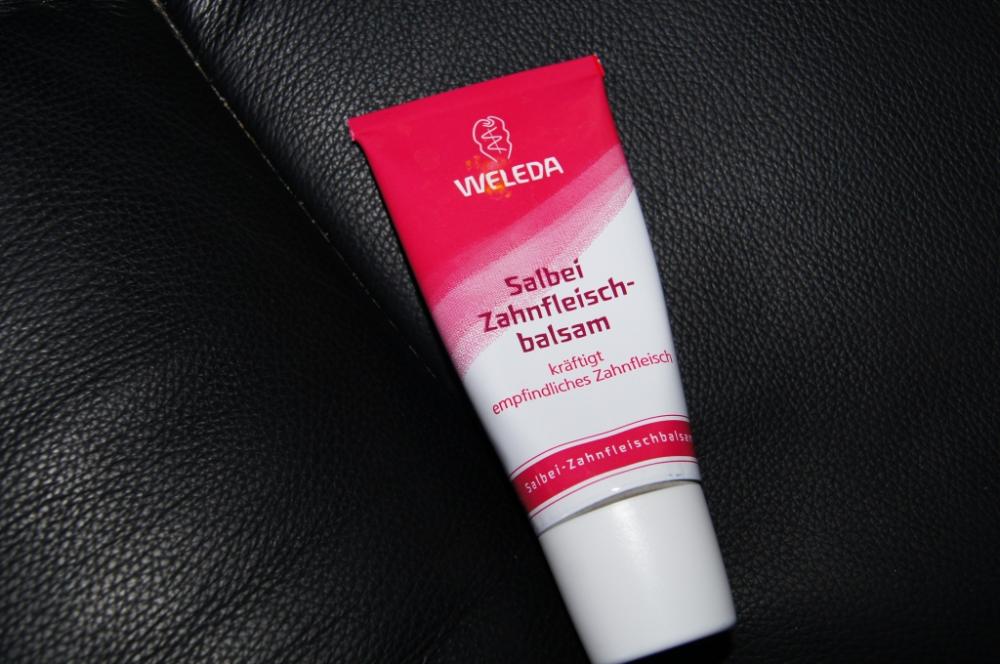 WELEDA
Salbei
Zahnfleisch-
balsam
kräftigt
empfindliches Zahnfleisch
Salbei-Zahnfleischbalsam